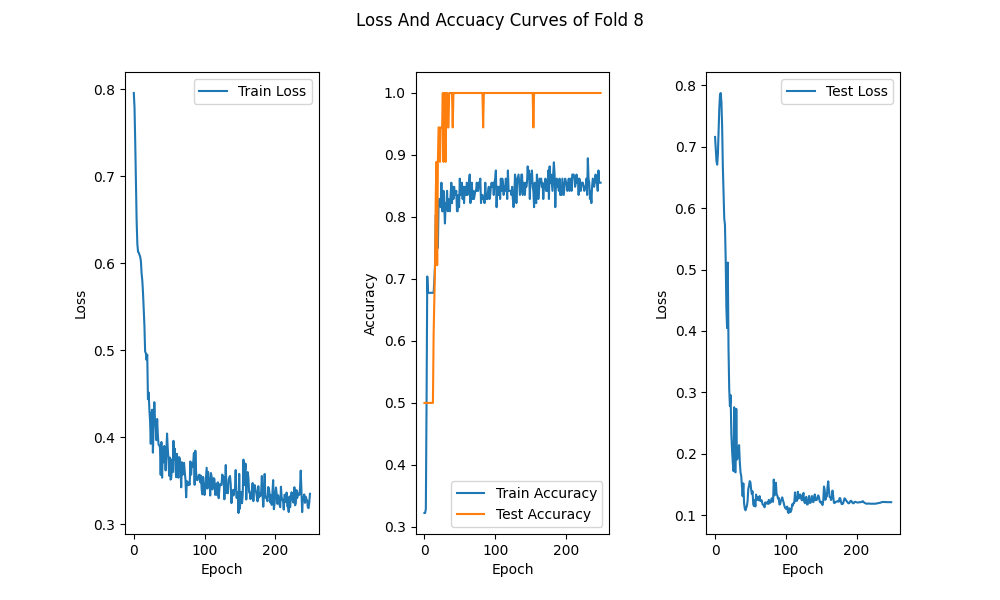 Loss And Accuacy Curves of Fold 8
Train Loss
0.8
0.7
0.6
0.5
0.4
0.3
0 100 200
Epoch
Loss
Train Accuracy
Test Accuracy
1.0
0.9
0.8
0.7
0.6
0.5
0.4
0.3
0 100 200
Epoch
Accuracy
Test Loss
0.8
0.7
0.6
0.5
0.4
0.3
0.2
0.1
0 100 200
Epoch
Loss